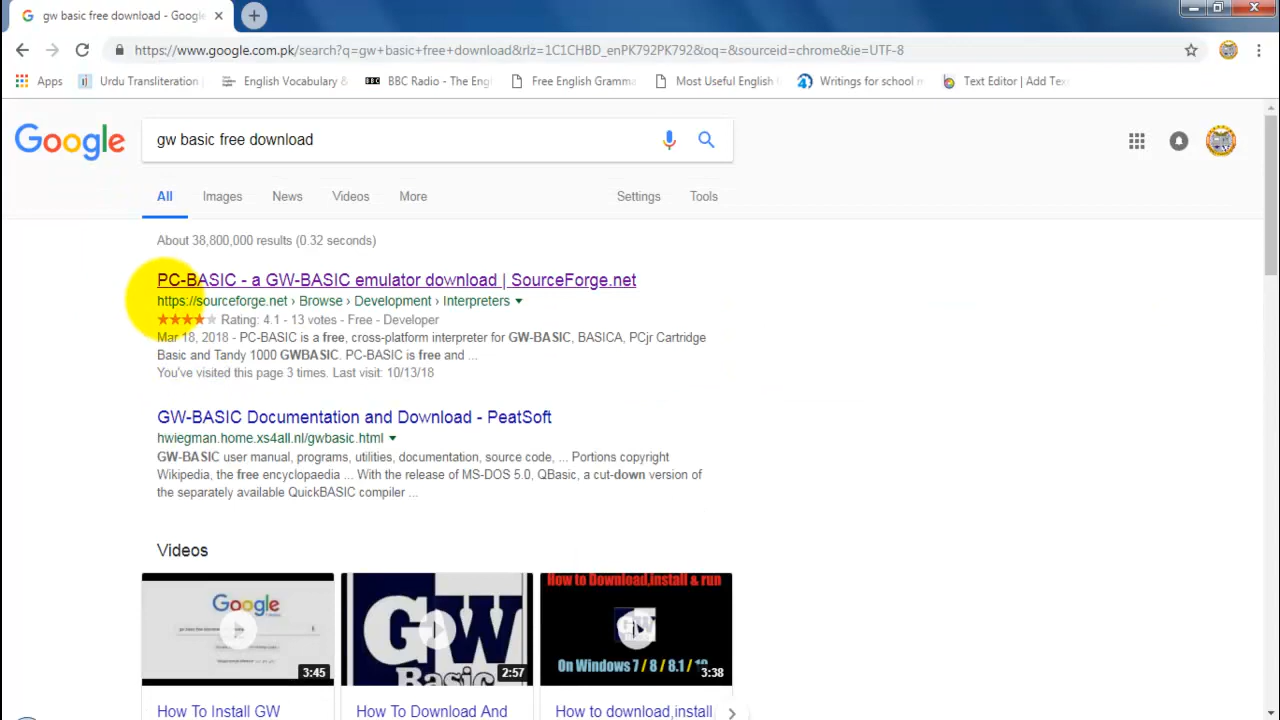 gw basic free download - Google
https://www.google.com.pk/search?q=gw+basic+free+download&rlz=1C1CHBD_enPK792PK792&oq=&sourceid=chrome&ie=UTF-8
Apps Urdu Transliteration English Vocabulary & BBC Radio - The Eng Free English Gramma Most Useful English Writings for school Text Editor | Add Tex
Google gw basic free download
All Images News Videos More Settings Tools
About 38,800,000 results (0.32 seconds)
PC-BASIC - a GW-BASIC emulator download | SourceForge.net
https://sourceforge.net › Browse › Development › Interpreters
Rating: 4.1 - 13 votes - Free - Developer
Mar 18, 2018 - PC-BASIC is a free, cross-platform interpreter for GW-BASIC, BASICA, PCjr Cartridge
Basic and Tandy 1000 GWBASIC. PC-BASIC is free and ...
You've visited this page 3 times. Last visit: 10/13/18
GW-BASIC Documentation and Download - PeatSoft
hwiegman.home.xs4all.nl/gwbasic.html
GW-BASIC user manual, programs, utilities, documentation, source code, ... Portions copyright
Wikipedia, the free encyclopaedia ... With the release of MS-DOS 5.0, QBasic, a cut-down version of
the separately available QuickBASIC compiler ...
Videos
Google
gw basic free download
3:45
GW
Basic
2:57
How to Download,install & run
GW
On Windows 7 / 8 / 8.1 / 10
3:38
How To Install GW How To Download And How to download,install